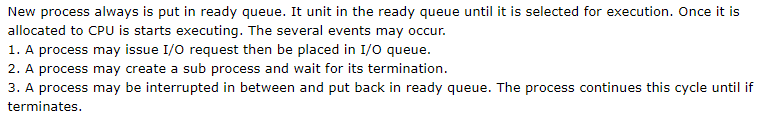 New process always is put in ready queue. It unit in the ready queue until it is selected for execution. Once it is
allocated to CPU is starts executing. The several events may occur.
1. A process may issue I/O request then be placed in I/O queue.
2. A process may create a sub process and wait for its termination.
3. A process may be interrupted in between and put back in ready queue. The process continues this cycle until if
terminates.